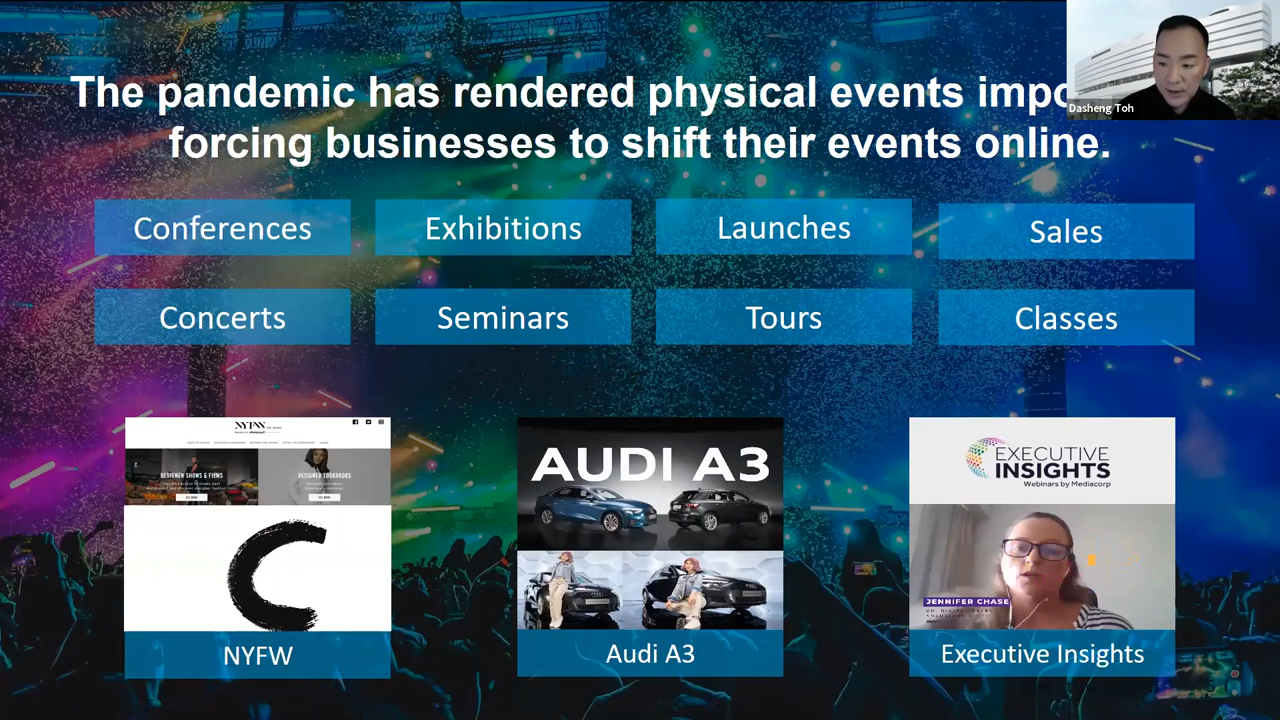 The pandemic has rendered physical events impo
forcing businesses to shift their events online.
Dasheng Toh
Conferences
Exhibitions
Launches
Sales
Concerts
Seminars
Tours
Classes
NYFW
DESIGNER SHOWS & FILMS
DESIGNER LOOKBOOKS
C
NYFW
AUDI A3
Audi A3
EXECUTIVE
INSIGHTS
Webinars by Mediacorp
JENNIFER CHASE
Executive Insights